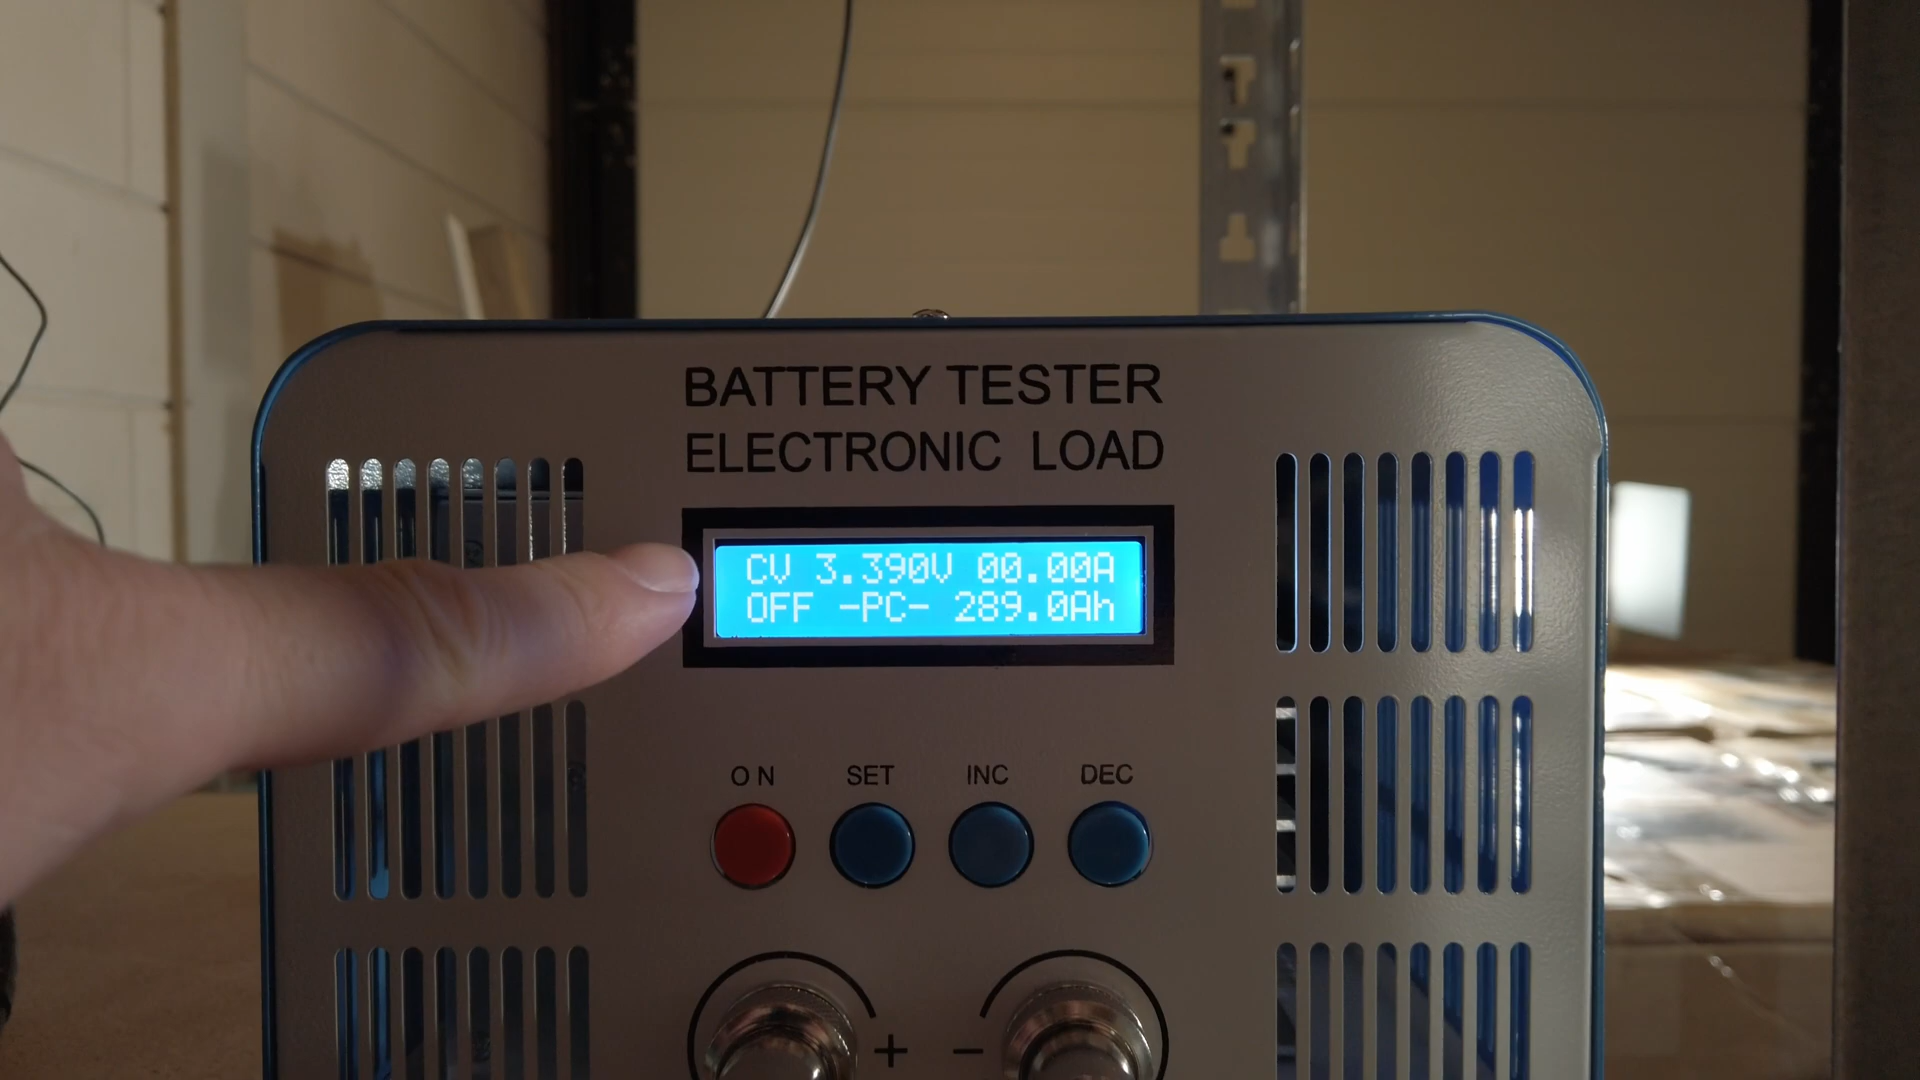 BATTERY TESTER
ELECTRONIC LOAD
CV 3.390V 00.00A
OFF -PC- 289.0Ah
ON SET INC DEC
+ -